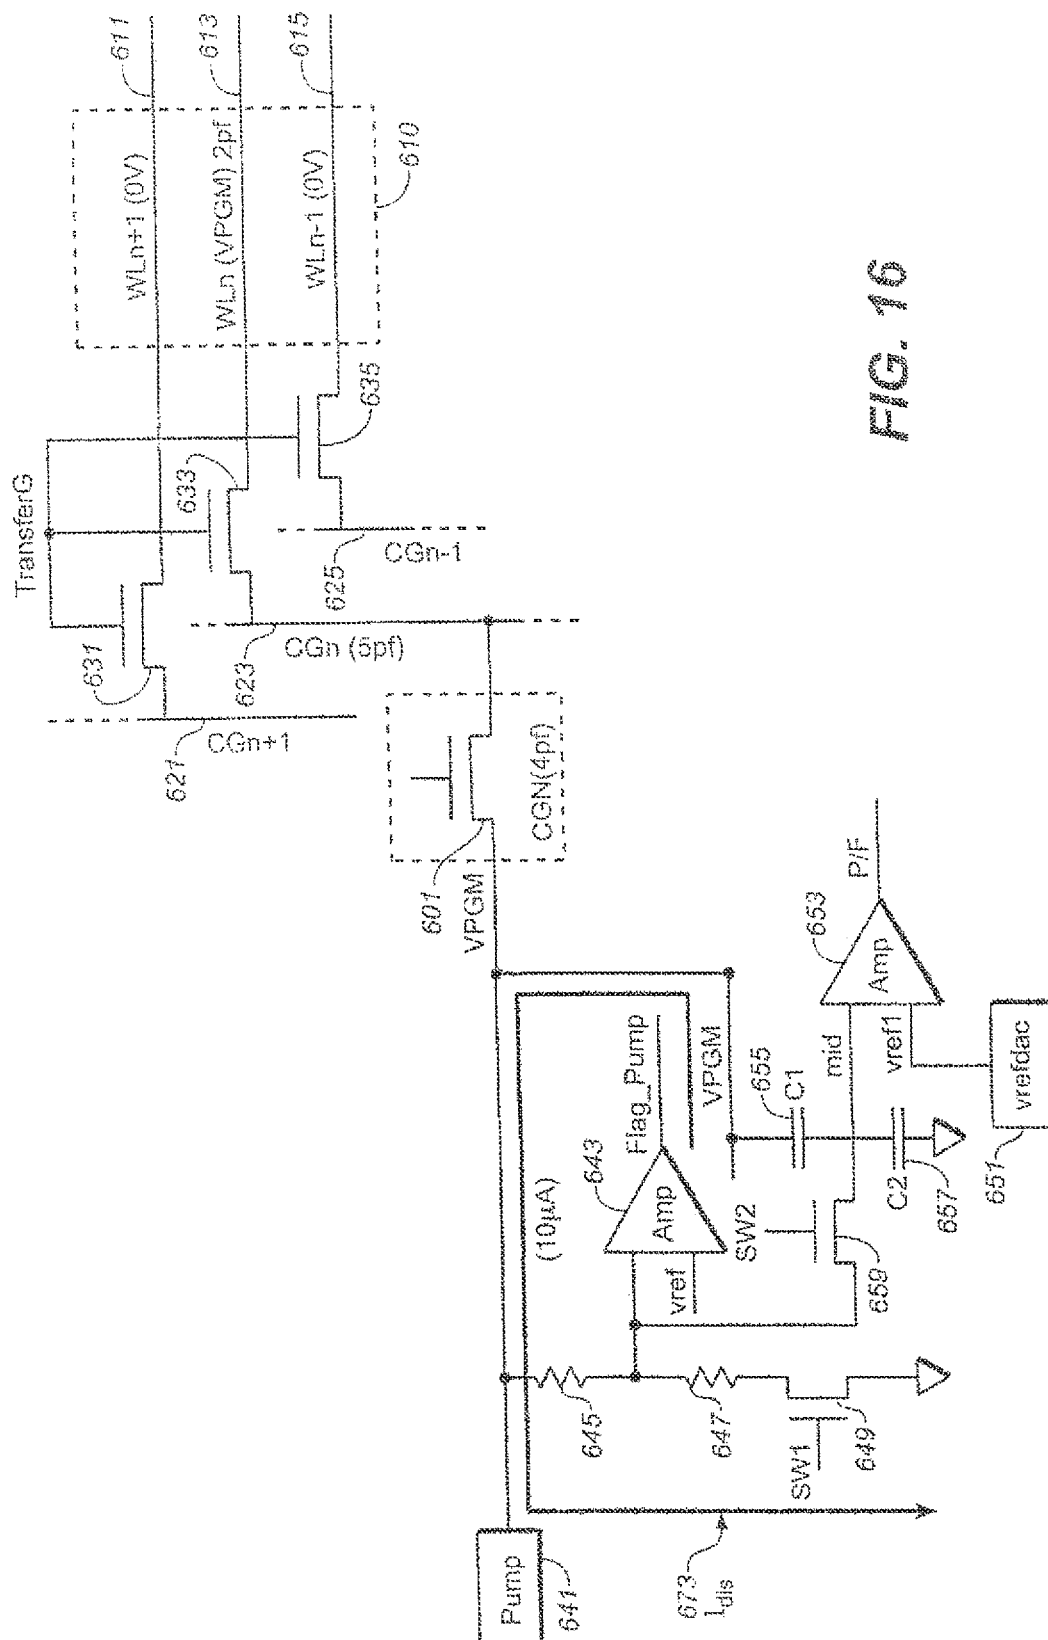 TransferG
WLn+1 (0V)
611
WLn (VPGM) 2pf
613
WLn-1 (0V)
615
610
631
633
635
CGn+1
621
CGn (5pf)
623
CGn-1
625
CGN(4pf)
601
VPGM
Pump
641
(10μA)
Flag_Pump
643
Amp
vref
645
647
SW1
649
673
Idis
VPGM
SW2
659
655
C1
C2
657
mid
vref1
653
Amp
P/F
vrefdac
651
FIG. 16